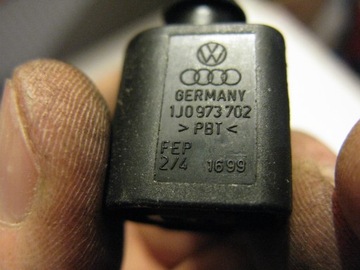 GERMANY
1J0 973 702
> PBT <
FEP
2/4 1699